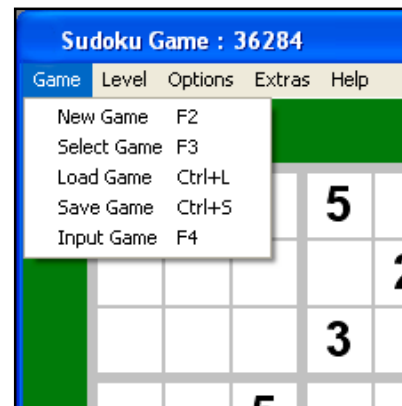 Sudoku Game : 36284
Game Level Options Extras Help
New Game F2
Select Game F3
Load Game Ctrl+L
Save Game Ctrl+S
Input Game F4
5
3